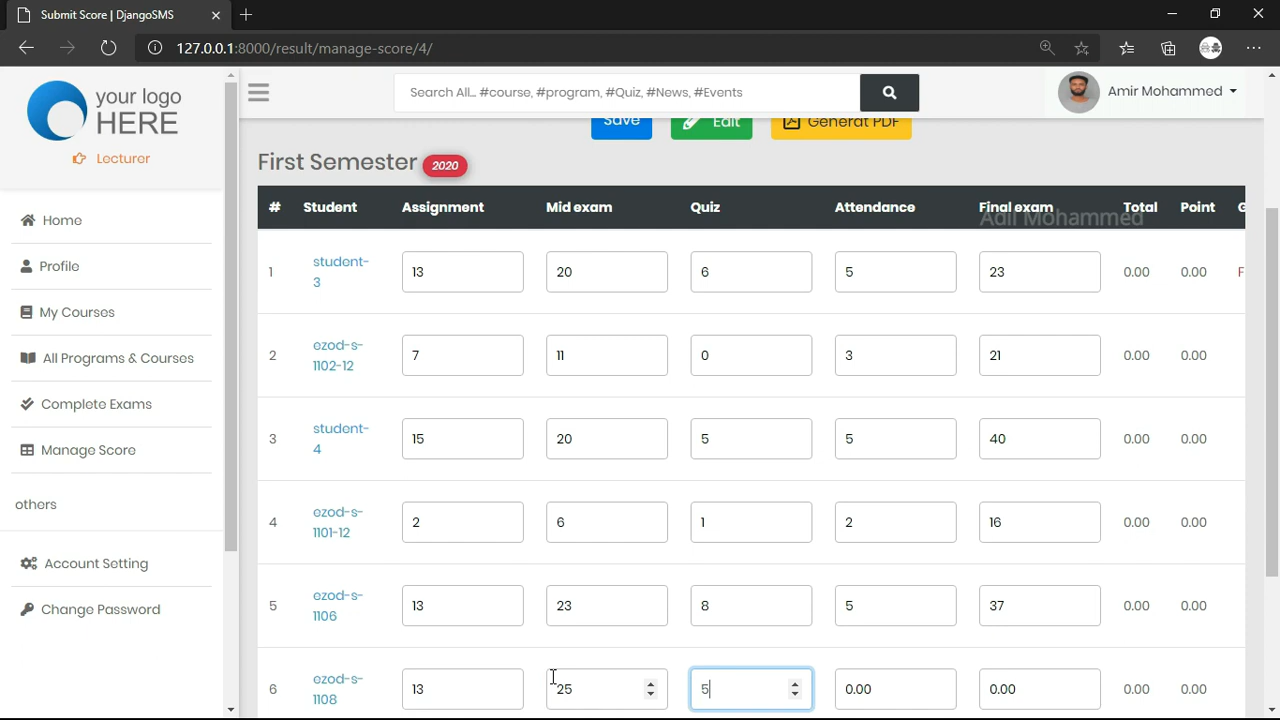 Submit Score | DjangoSMS
127.0.0.1:8000/result/manage-score/4/
your logo
HERE
Lecturer
Search All... #course, #program, #Quiz, #News, #Events
Amir Mohammed
Home
Profile
My Courses
All Programs & Courses
Complete Exams
Manage Score
others
Account Setting
Change Password
Save Edit Generat PDF
First Semester 2020
# Student Assignment Mid exam Quiz Attendance Final exam Total Point G
Adil Mohammed
1 student-3 13 20 6 5 23 0.00 0.00 F
2 ezod-s-1102-12 7 11 0 3 21 0.00 0.00
3 student-4 15 20 5 5 40 0.00 0.00
4 ezod-s-1101-12 2 6 1 2 16 0.00 0.00
5 ezod-s-1106 13 23 8 5 37 0.00 0.00
6 ezod-s-1108 13 25 5 0.00 0.00 0.00 0.00